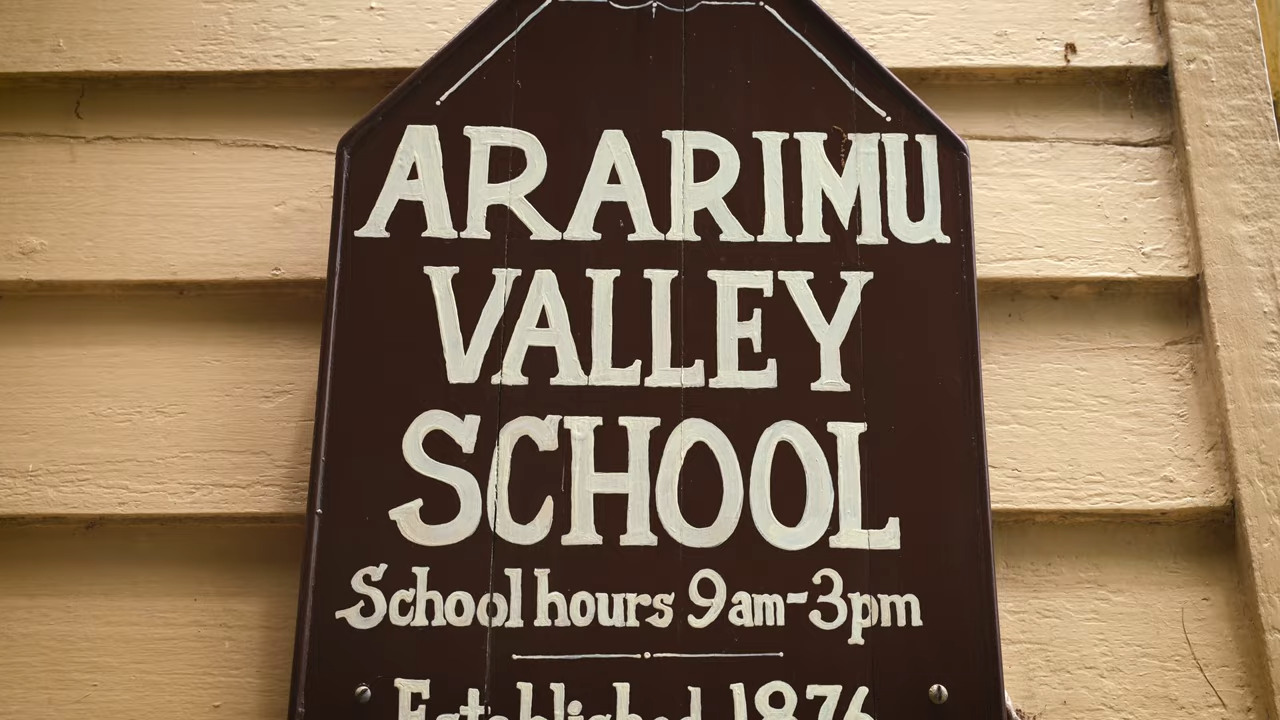 ARARIMU
VALLEY
SCHOOL
School hours 9am-3pm
Established 1876